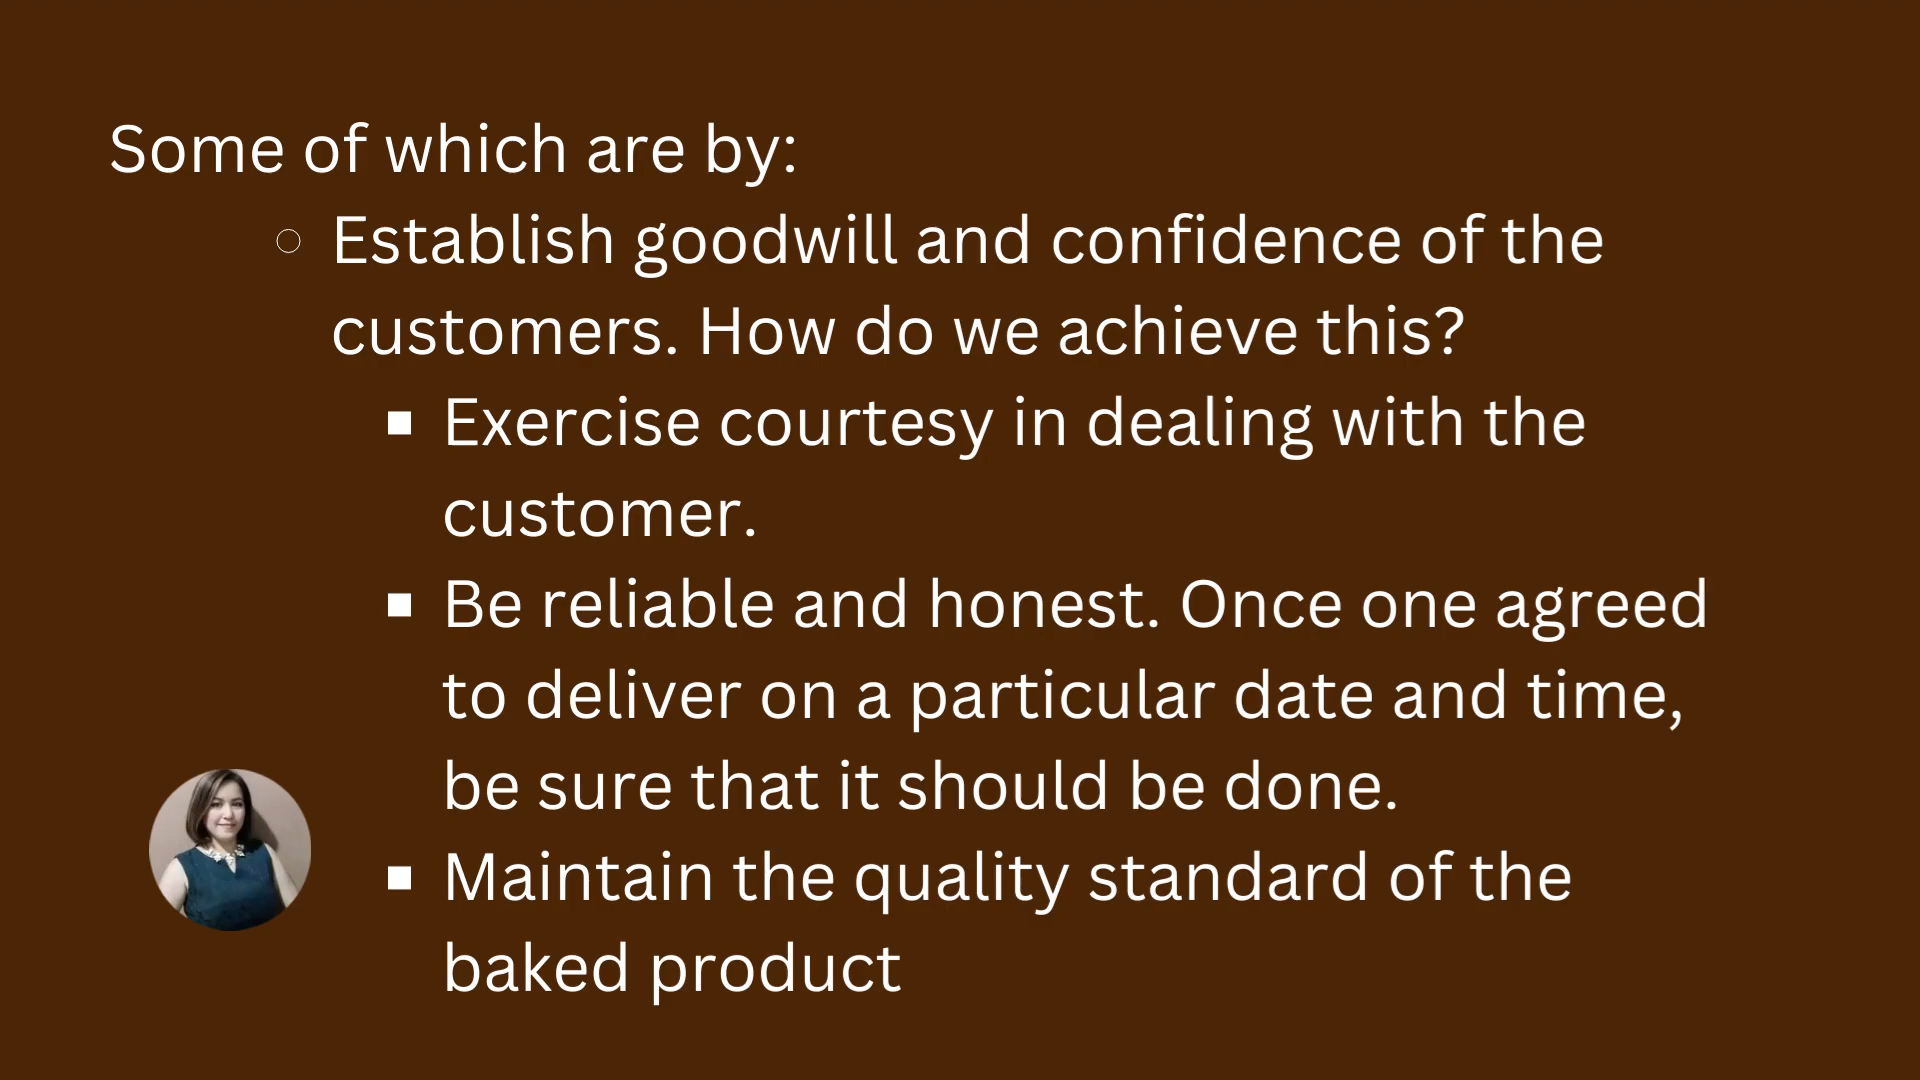 Some of which are by:
Establish goodwill and confidence of the
customers. How do we achieve this?
Exercise courtesy in dealing with the
customer.
Be reliable and honest. Once one agreed
to deliver on a particular date and time,
be sure that it should be done.
Maintain the quality standard of the
baked product